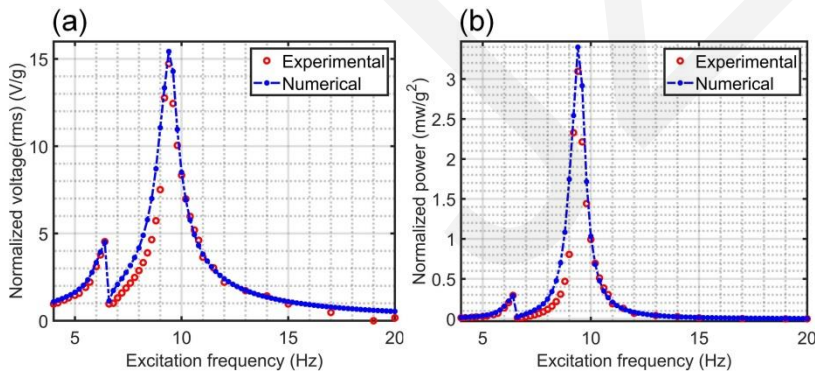 (a)
Normalized voltage(rms) (V/g)
15
10
5
0
5
10
15
20
Excitation frequency (Hz)
Experimental
Numerical
(b)
Normalized power (mw/g²)
3
2.5
2
1.5
1
0.5
0
5
10
15
20
Excitation frequency (Hz)
Experimental
Numerical